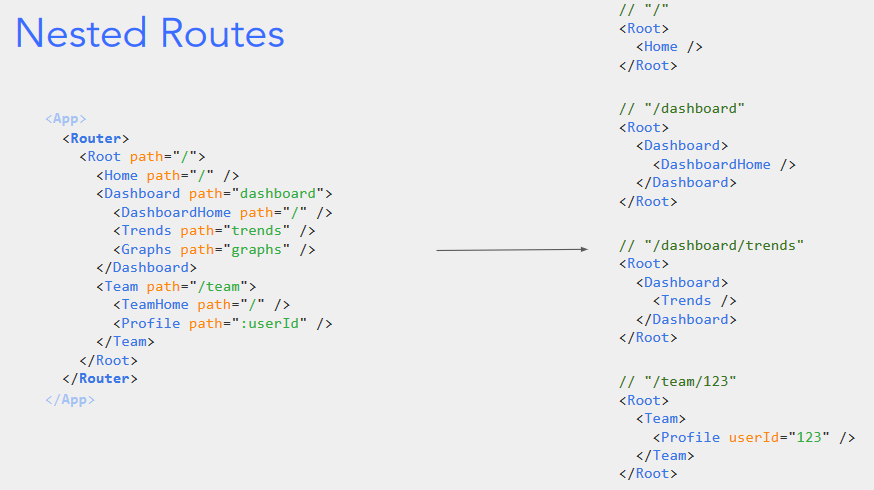 Nested Routes
<App>
<Router>
<Root path="/">
<Home path="/" />
<Dashboard path="dashboard">
<DashboardHome path="/" />
<Trends path="trends" />
<Graphs path="graphs" />
</Dashboard>
<Team path="/team">
<TeamHome path="/" />
<Profile path=":userId" />
</Team>
</Root>
</Router>
</App>
// "/"
<Root>
<Home />
</Root>
// "/dashboard"
<Root>
<Dashboard>
<DashboardHome />
</Dashboard>
</Root>
// "/dashboard/trends"
<Root>
<Dashboard>
<Trends />
</Dashboard>
</Root>
// "/team/123"
<Root>
<Team>
<Profile userId="123" />
</Team>
</Root>